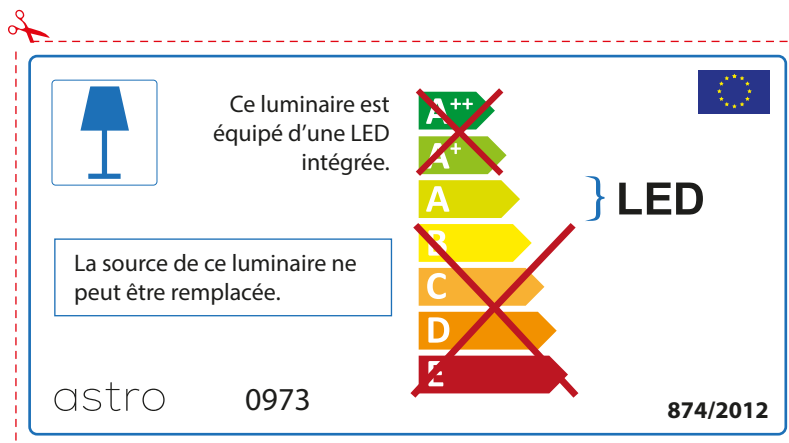 Ce luminaire est
équipé d’une LED
intégrée.
La source de ce luminaire ne
peut être remplacée.
A++
A+
A
B
C
D
E
LED
astro
0973
874/2012